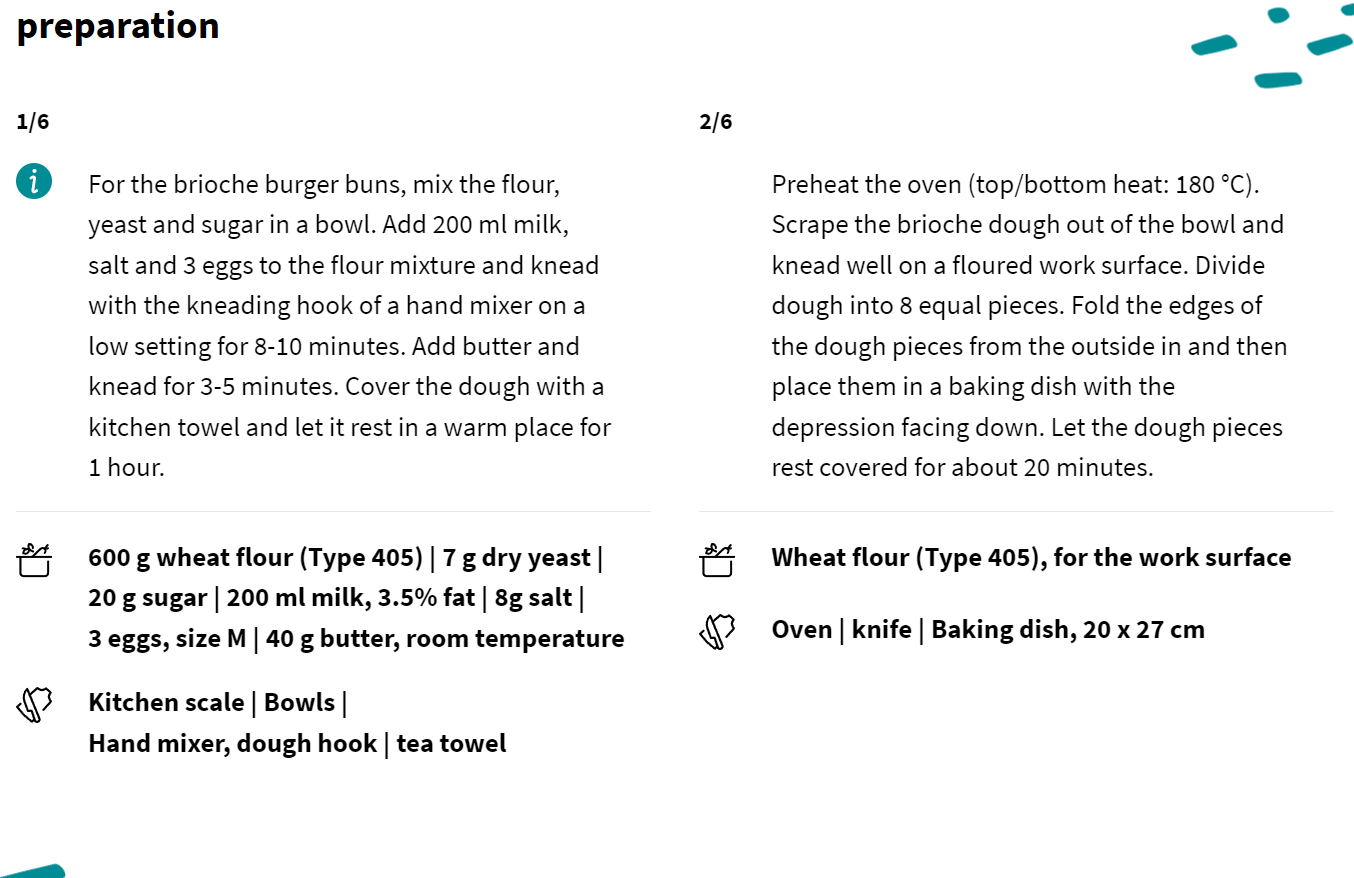 preparation
1/6
For the brioche burger buns, mix the flour,
yeast and sugar in a bowl. Add 200 ml milk,
salt and 3 eggs to the flour mixture and knead
with the kneading hook of a hand mixer on a
low setting for 8-10 minutes. Add butter and
knead for 3-5 minutes. Cover the dough with a
kitchen towel and let it rest in a warm place for
1 hour.
600 g wheat flour (Type 405) | 7 g dry yeast |
20 g sugar | 200 ml milk, 3.5% fat | 8g salt |
3 eggs, size M | 40 g butter, room temperature
Kitchen scale | Bowls |
Hand mixer, dough hook | tea towel
2/6
Preheat the oven (top/bottom heat: 180 °C).
Scrape the brioche dough out of the bowl and
knead well on a floured work surface. Divide
dough into 8 equal pieces. Fold the edges of
the dough pieces from the outside in and then
place them in a baking dish with the
depression facing down. Let the dough pieces
rest covered for about 20 minutes.
Wheat flour (Type 405), for the work surface
Oven | knife | Baking dish, 20 x 27 cm